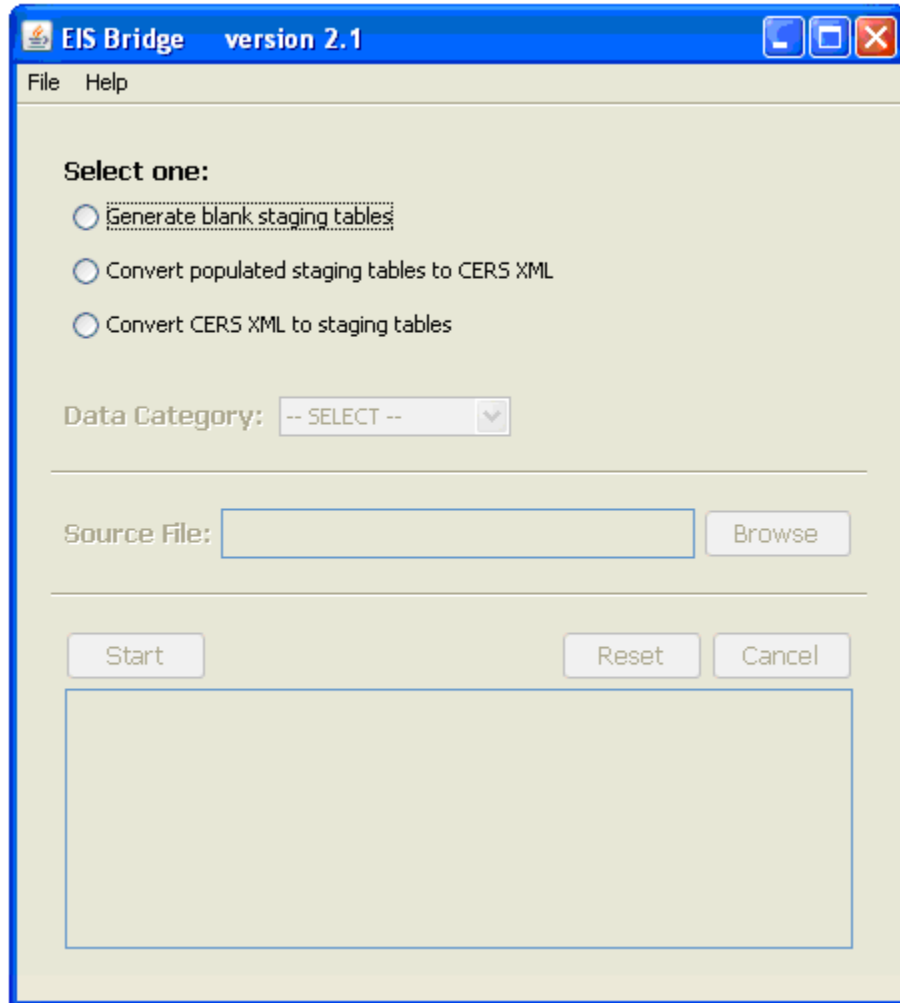 EIS Bridge version 2.1
File Help
Select one:
Generate blank staging tables
Convert populated staging tables to CERS XML
Convert CERS XML to staging tables
Data Category: -- SELECT --
Source File: Browse
Start Reset Cancel